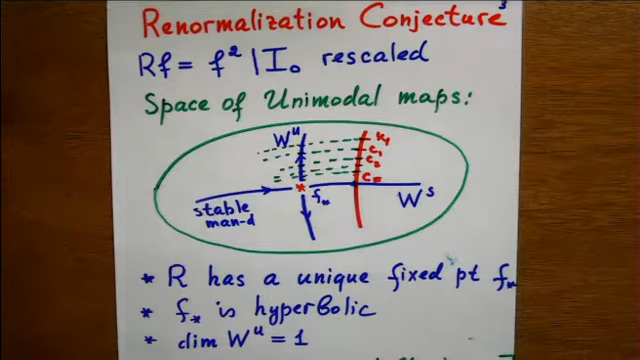 Renormalization Conjecture 3
Rf = f² | I₀ rescaled
Space of Unimodal maps:
Wᵘ
c₁
c₂
f*
stable
man-d
Wˢ
* R has a unique fixed pt f*
* f* is hyperbolic
* dim Wᵘ = 1